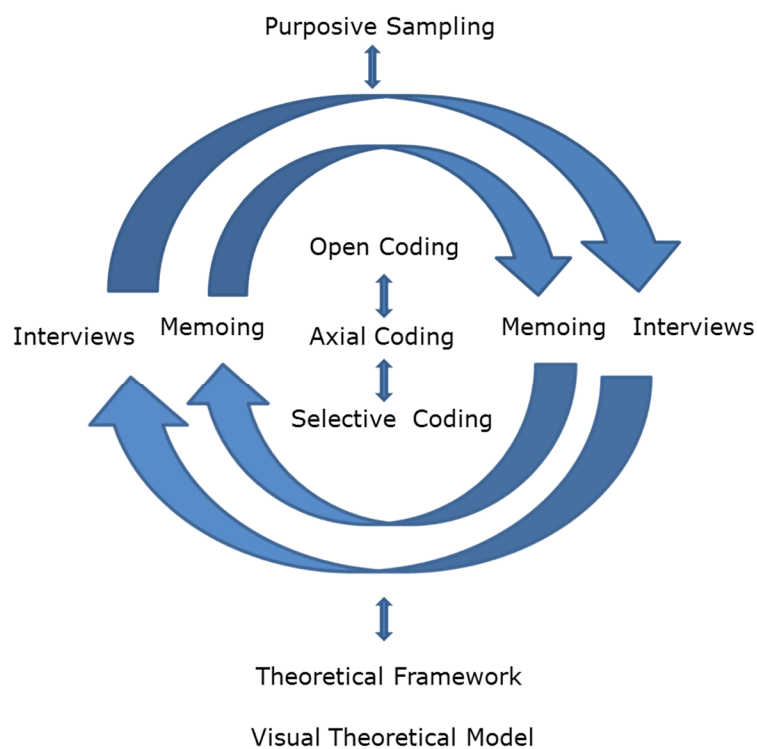 Purposive Sampling
Open Coding
Interviews
Memoing
Axial Coding
Memoing
Interviews
Selective Coding
Theoretical Framework
Visual Theoretical Model